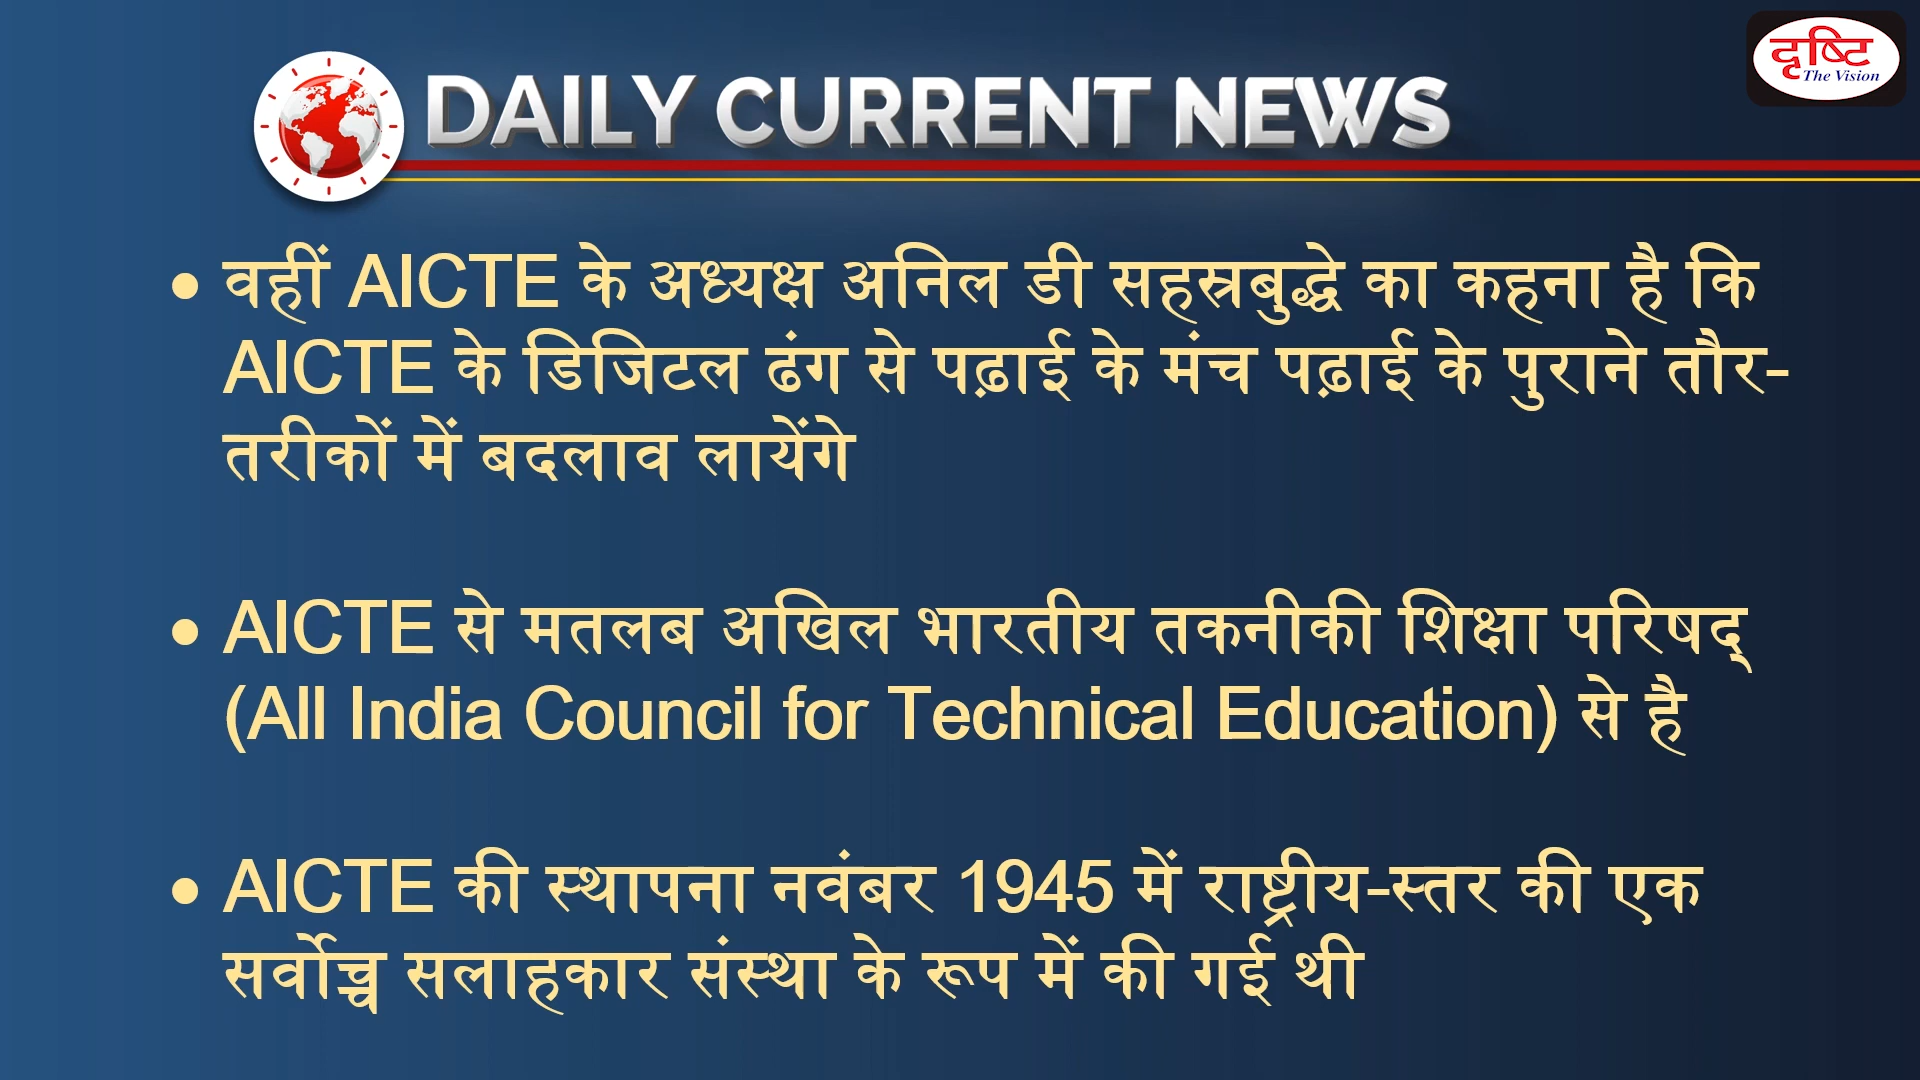 दृष्टि
The Vision
DAILY CURRENT NEWS
• वहीं AICTE के अध्यक्ष अनिल डी सहस्रबुद्धे का कहना है कि
AICTE के डिजिटल ढंग से पढ़ाई के मंच पढ़ाई के पुराने तौर-
तरीकों में बदलाव लायेंगे
• AICTE से मतलब अखिल भारतीय तकनीकी शिक्षा परिषद्
(All India Council for Technical Education) से है
• AICTE की स्थापना नवंबर 1945 में राष्ट्रीय-स्तर की एक
सर्वोच्च सलाहकार संस्था के रूप में की गई थी